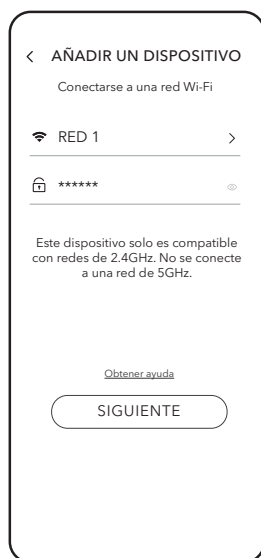 AÑADIR UN DISPOSITIVO
Conectarse a una red Wi-Fi
RED 1
******
Este dispositivo solo es compatible
con redes de 2.4GHz. No se conecte
a una red de 5GHz.
Obtener ayuda
SIGUIENTE